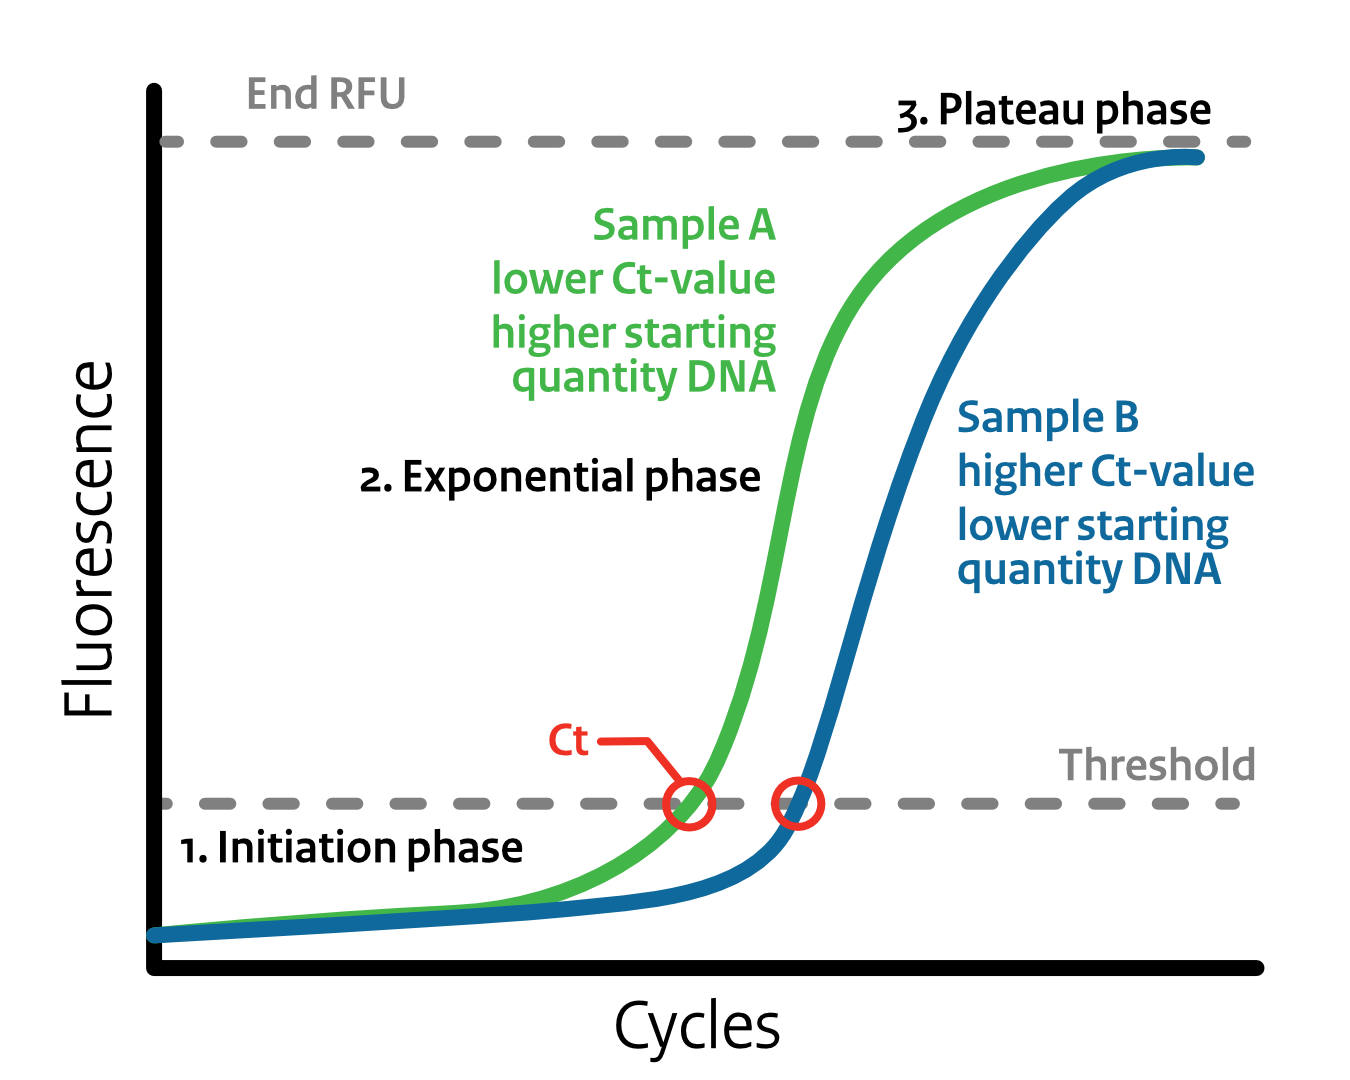 End RFU
3. Plateau phase
Sample A
lower Ct-value
higher starting
quantity DNA
Sample B
higher Ct-value
lower starting
quantity DNA
2. Exponential phase
Fluorescence
Ct
Threshold
1. Initiation phase
Cycles